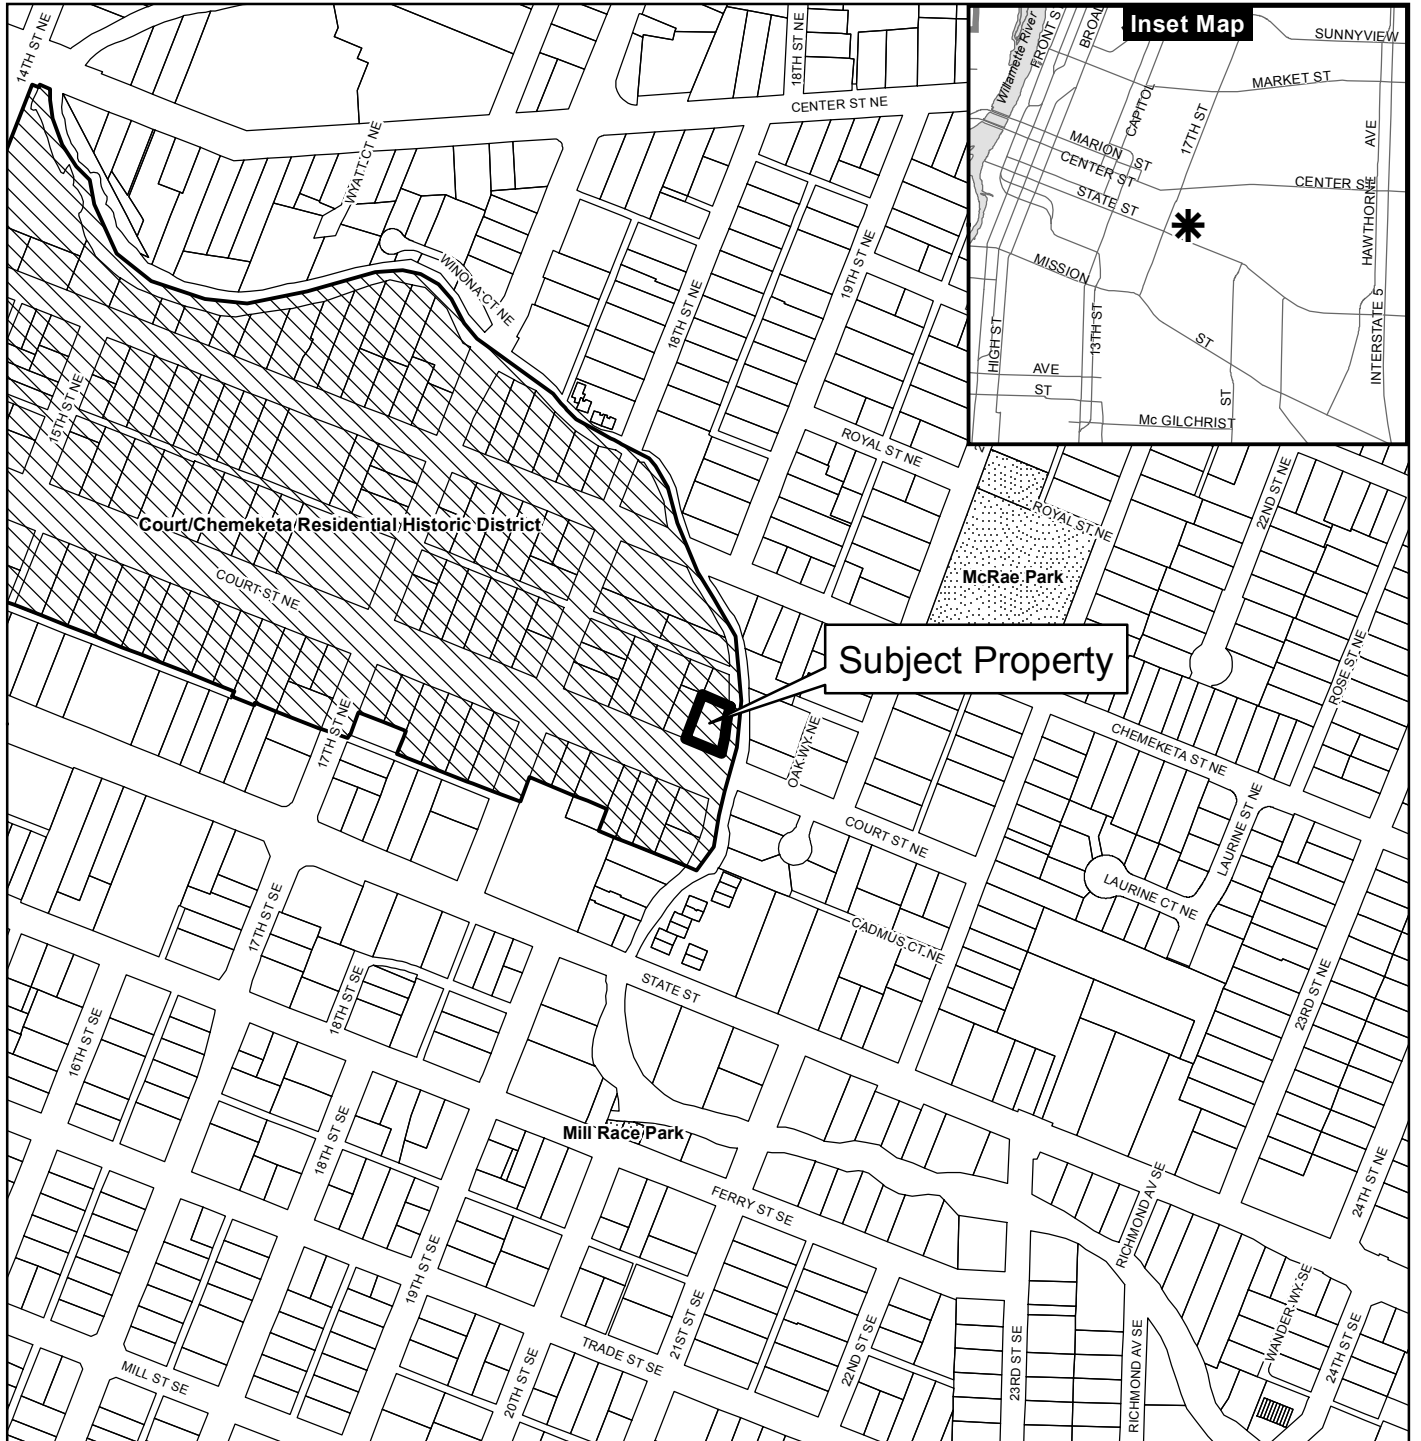 14TH ST NE
18TH ST NE
CENTER ST NE
WYATT CT NE
WINONA CT NE
18TH ST NE
19TH ST NE
15TH ST NE
ROYAL ST NE
ROYAL ST NE
22ND ST NE
Court/Chemeketa Residential Historic District
COURT ST NE
McRae Park
Subject Property
ROSE ST NE
17TH ST NE
OAK WY NE
CHEMEKETA ST NE
COURT ST NE
LAURINE ST NE
LAURINE CT NE
17TH ST SE
CADMUS CT NE
18TH ST SE
STATE ST
23RD ST NE
16TH ST SE
18TH ST SE
Mill Race Park
FERRY ST SE
RICHMOND AV SE
24TH ST NE
19TH ST SE
21ST ST SE
TRADE ST SE
22ND ST SE
23RD ST SE
RICHMOND AV SE
WANDER WY SE
24TH ST SE
MILL ST SE
20TH ST SE
Inset Map
Willamette River
FRONT S
BROAD
SUNNYVIEW
MARKET ST
CAPITOL
17TH ST
AVE
MARION ST
CENTER ST
CENTER ST
STATE ST
HAWTHORNE
MISSION
ST
HIGH ST
13TH ST
INTERSTATE 5
AVE
ST
ST
Mc GILCHRIST